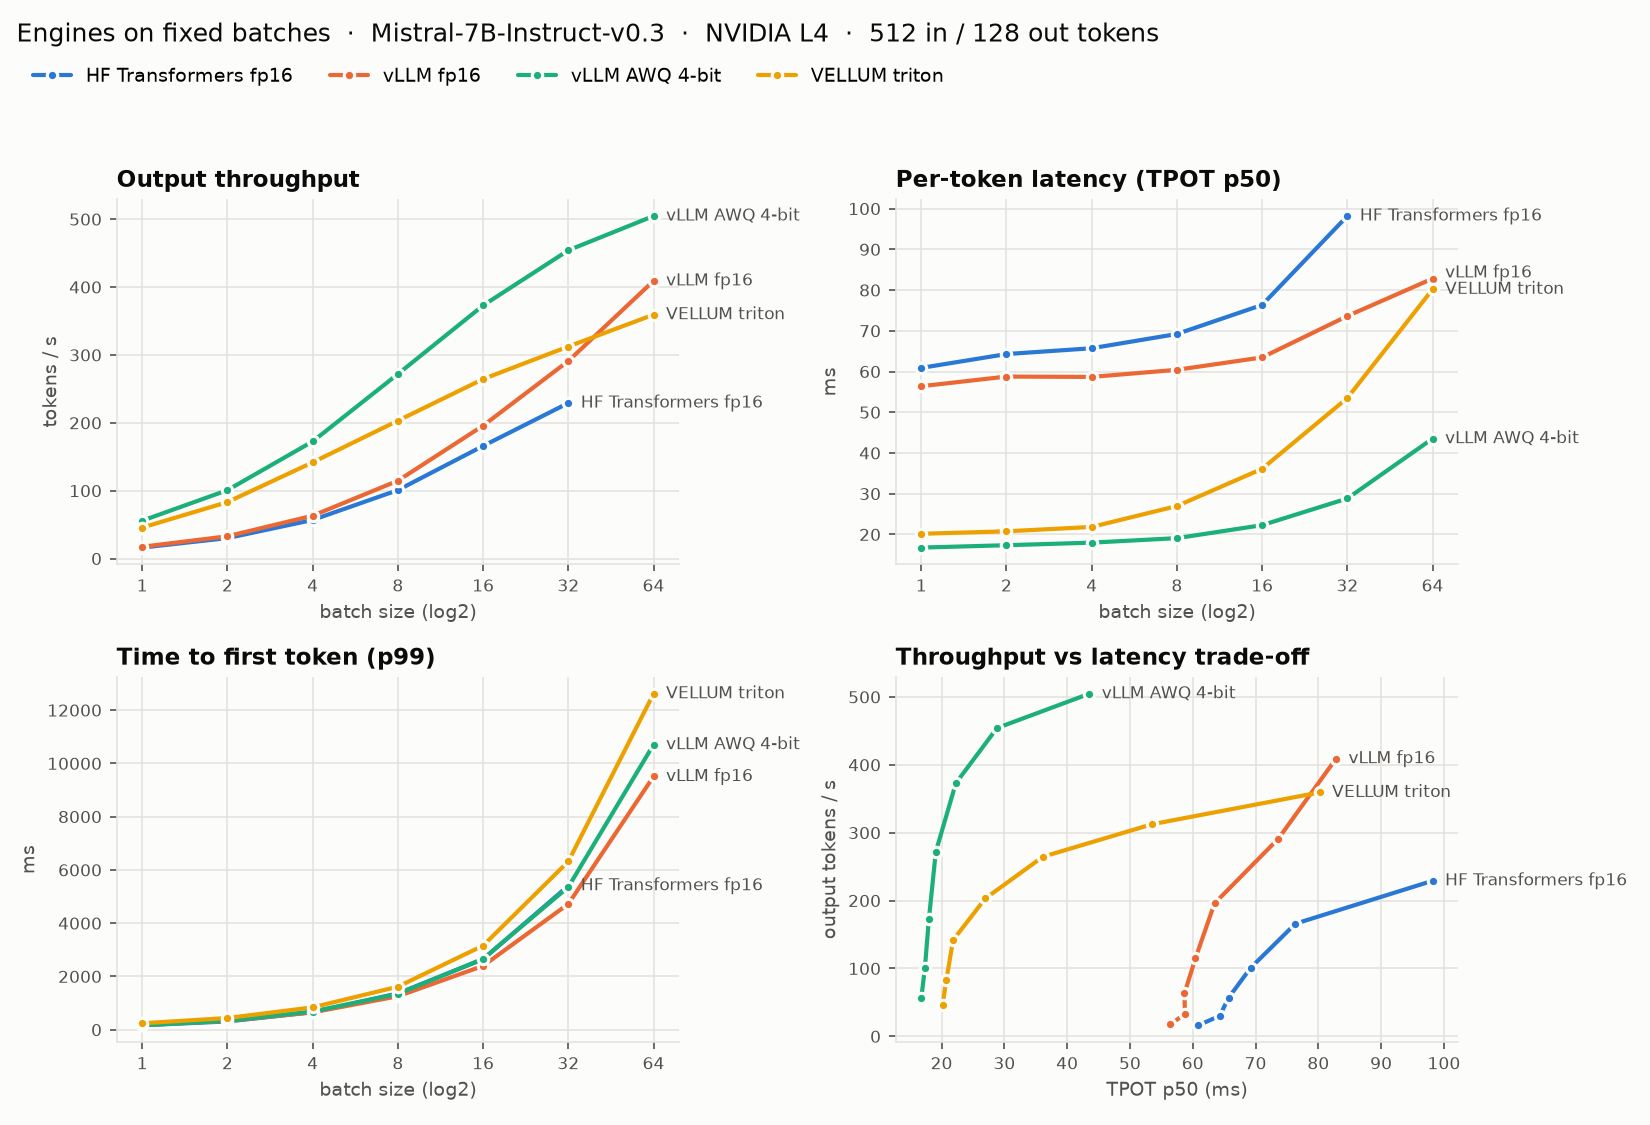 Engines on fixed batches · Mistral-7B-Instruct-v0.3 · NVIDIA L4 · 512 in / 128 out tokens
HF Transformers fp16 vLLM fp16 vLLM AWQ 4-bit VELLUM triton
Output throughput
500
400
300
200
100
0
tokens / s
vLLM AWQ 4-bit
vLLM fp16
VELLUM triton
HF Transformers fp16
1 2 4 8 16 32 64
batch size (log2)
Per-token latency (TPOT p50)
100
90
80
70
60
50
40
30
20
ms
HF Transformers fp16
vLLM fp16
VELLUM triton
vLLM AWQ 4-bit
1 2 4 8 16 32 64
batch size (log2)
Time to first token (p99)
12000
10000
8000
6000
4000
2000
0
ms
VELLUM triton
vLLM AWQ 4-bit
vLLM fp16
HF Transformers fp16
1 2 4 8 16 32 64
batch size (log2)
Throughput vs latency trade-off
500
400
300
200
100
0
output tokens / s
vLLM AWQ 4-bit
vLLM fp16
VELLUM triton
HF Transformers fp16
20 30 40 50 60 70 80 90 100
TPOT p50 (ms)